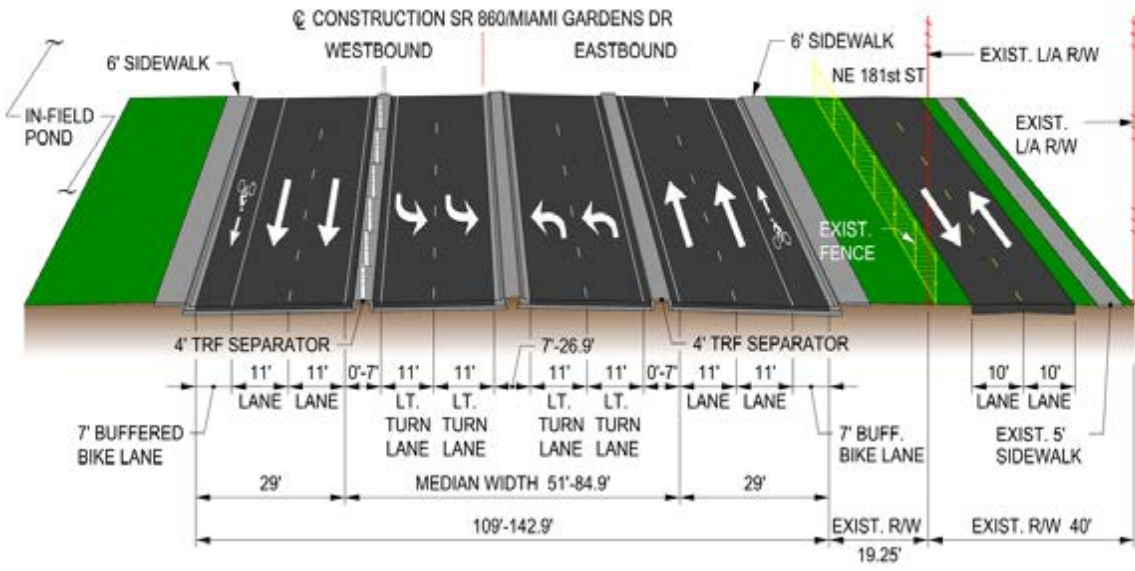 ℄ CONSTRUCTION SR 860/MIAMI GARDENS DR
WESTBOUND
EASTBOUND
6' SIDEWALK
6' SIDEWALK
NE 181st ST
EXIST. L/A R/W
IN-FIELD
POND
EXIST.
L/A R/W
EXIST.
FENCE
4' TRF SEPARATOR
7'-26.9'
4' TRF SEPARATOR
11'
LANE
11'
LANE
0'-7'
11'
LT.
TURN
LANE
11'
LT.
TURN
LANE
11'
LT.
TURN
LANE
11'
LT.
TURN
LANE
0'-7'
11'
LANE
11'
LANE
10'
LANE
10'
LANE
7' BUFFERED
BIKE LANE
7' BUFF.
BIKE LANE
EXIST. 5'
SIDEWALK
29'
MEDIAN WIDTH 51'-84.9'
29'
109'-142.9'
EXIST. R/W
19.25'
EXIST. R/W 40'